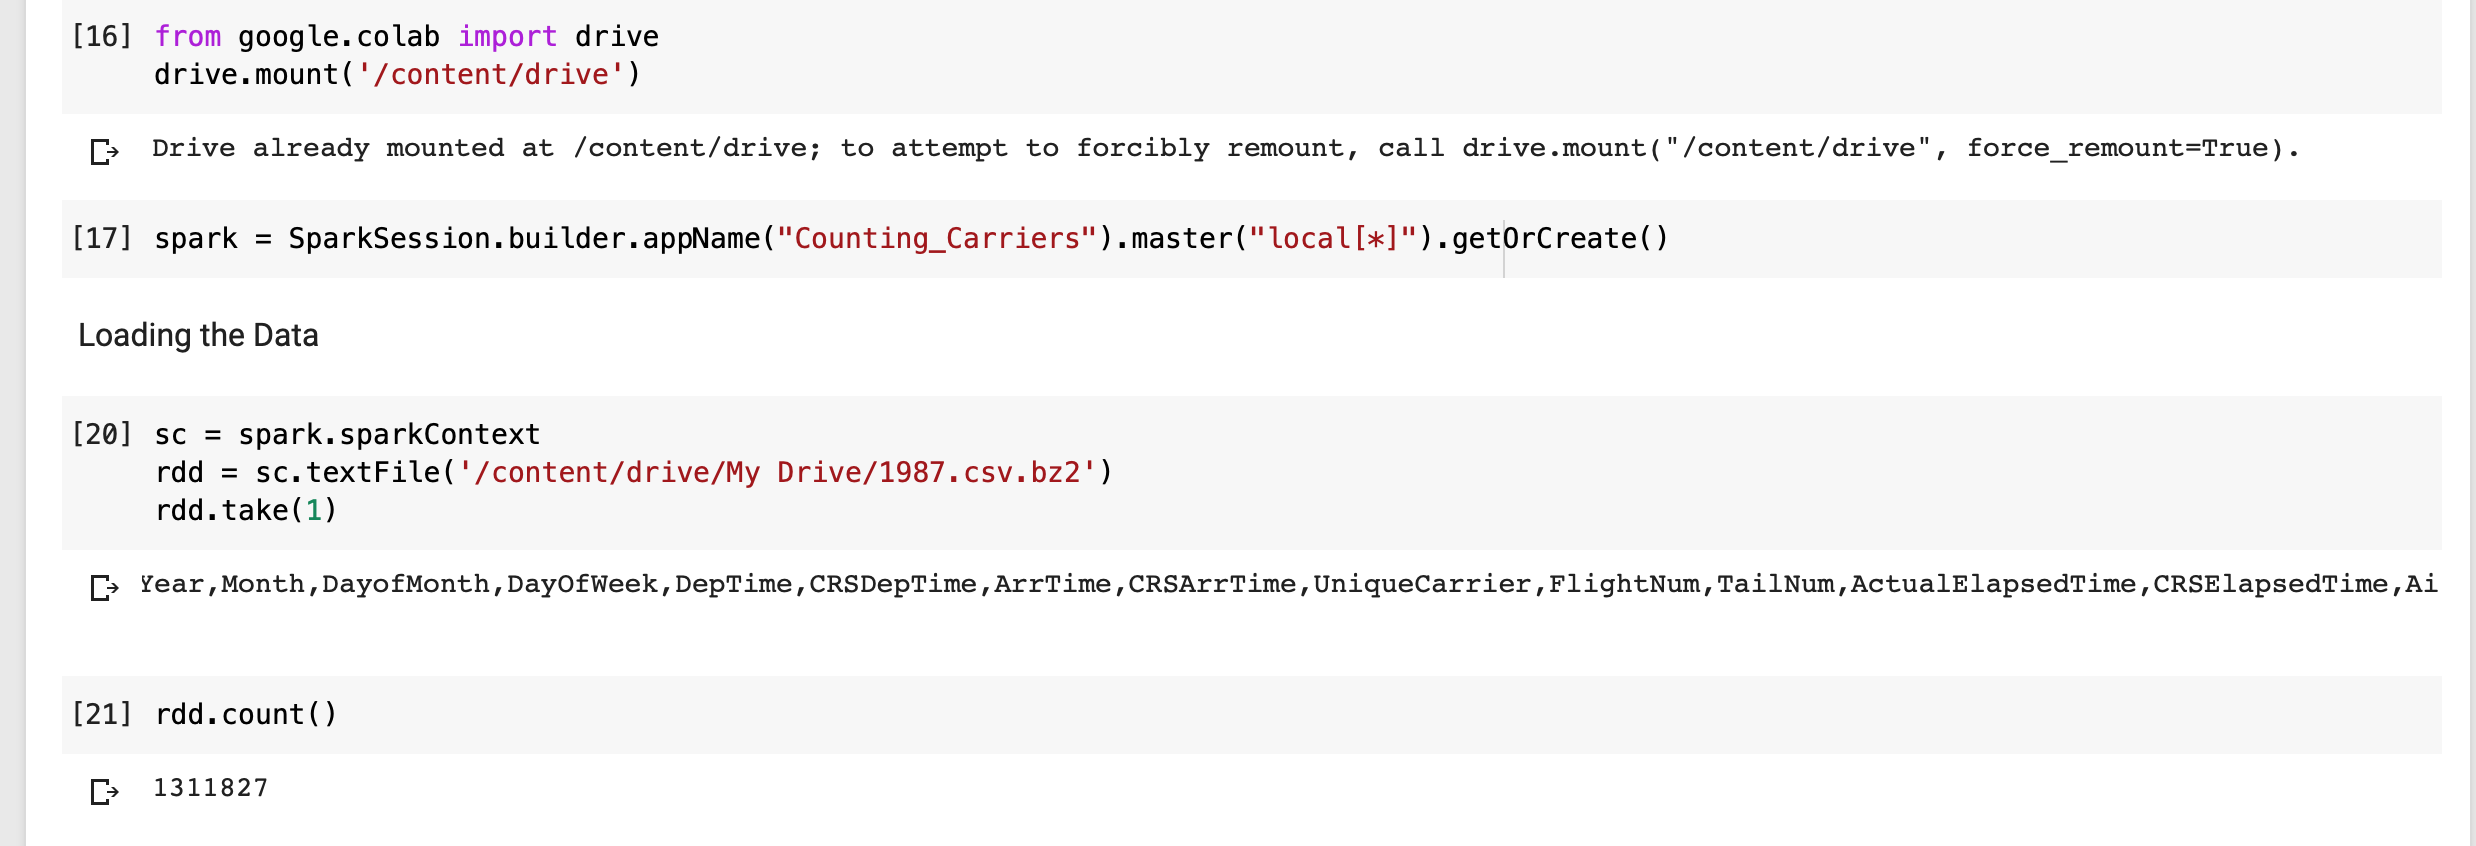 [16] from google.colab import drive
drive.mount('/content/drive')
Drive already mounted at /content/drive; to attempt to forcibly remount, call drive.mount("/content/drive", force_remount=True).
[17] spark = SparkSession.builder.appName("Counting_Carriers").master("local[*]").getOrCreate()
Loading the Data
[20] sc = spark.sparkContext
rdd = sc.textFile('/content/drive/My Drive/1987.csv.bz2')
rdd.take(1)
Year,Month,DayofMonth,DayOfWeek,DepTime,CRSDepTime,ArrTime,CRSArrTime,UniqueCarrier,FlightNum,TailNum,ActualElapsedTime,CRSElapsedTime,Ai
[21] rdd.count()
1311827